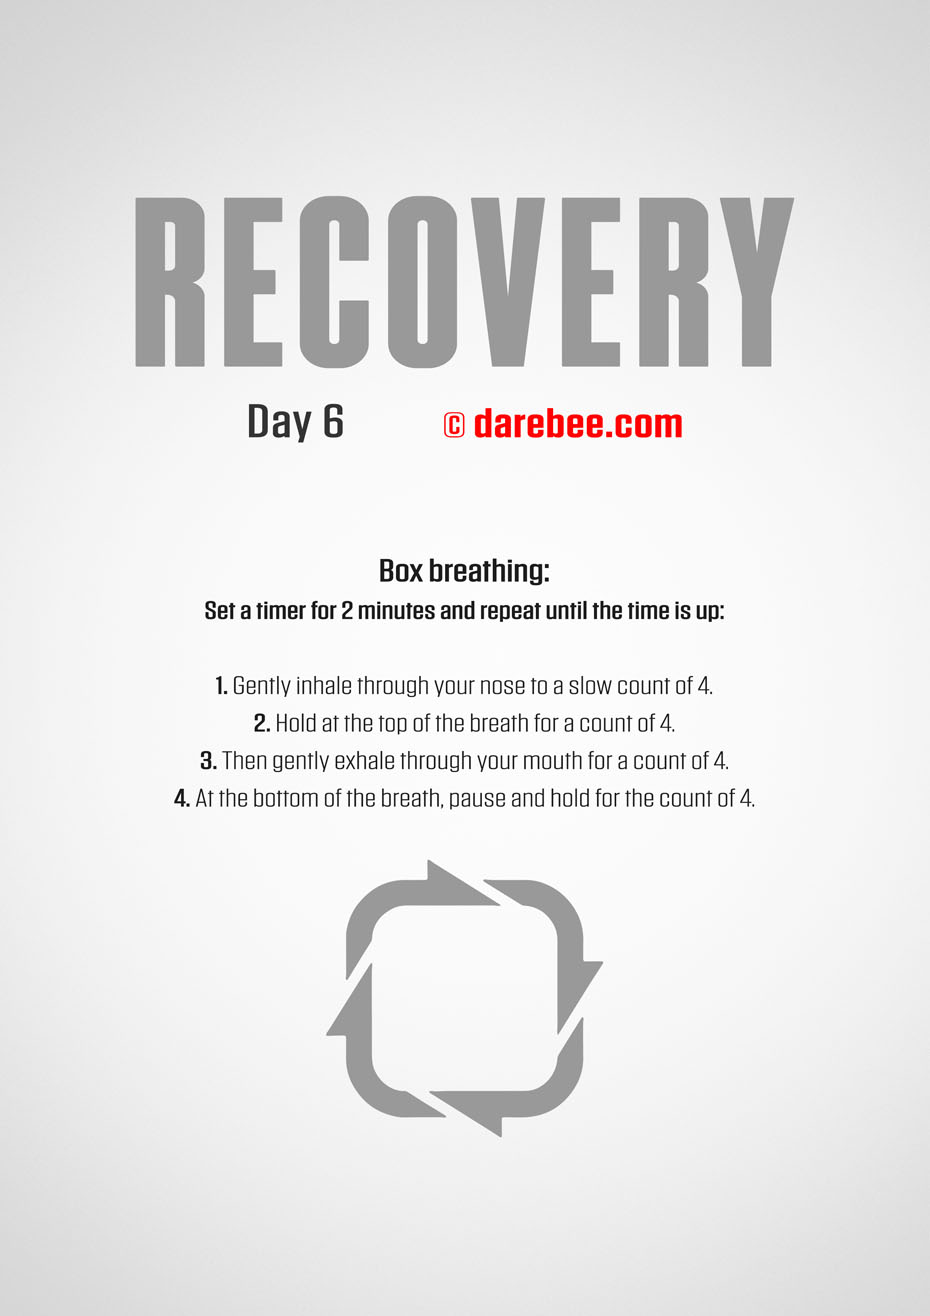 RECOVERY
Day 6 © darebee.com
Box breathing:
Set a timer for 2 minutes and repeat until the time is up:
1. Gently inhale through your nose to a slow count of 4.
2. Hold at the top of the breath for a count of 4.
3. Then gently exhale through your mouth for a count of 4.
4. At the bottom of the breath, pause and hold for the count of 4.